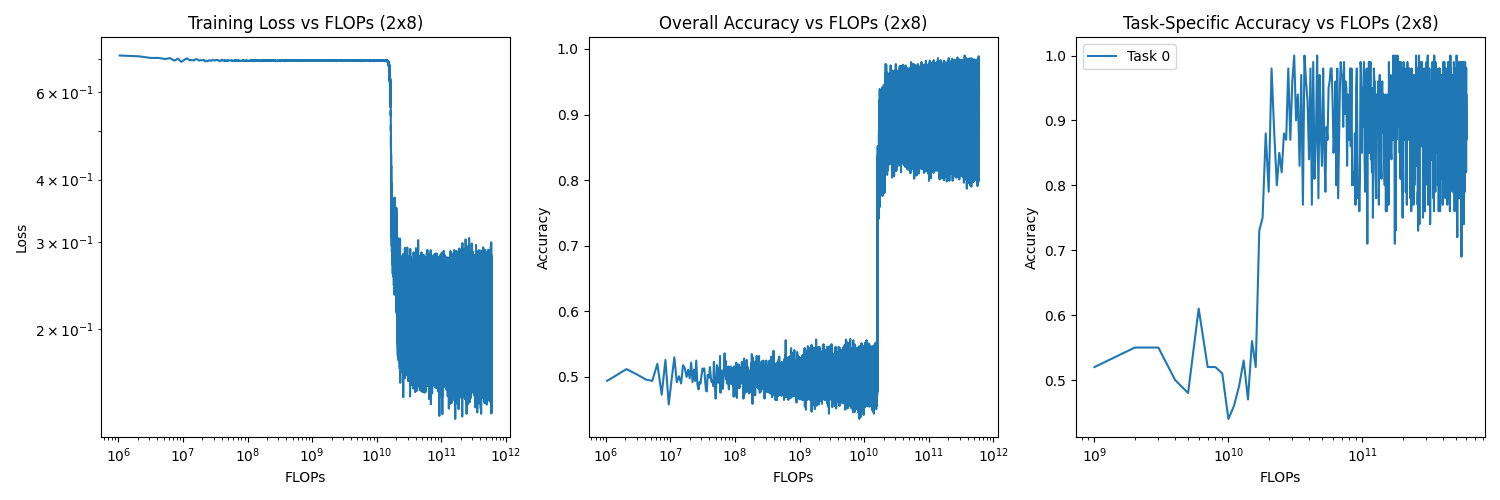 Training Loss vs FLOPs (2x8)
Loss
6 × 10⁻¹
4 × 10⁻¹
3 × 10⁻¹
2 × 10⁻¹
10⁶ 10⁷ 10⁸ 10⁹ 10¹⁰ 10¹¹ 10¹²
FLOPs
Overall Accuracy vs FLOPs (2x8)
Accuracy
1.0
0.9
0.8
0.7
0.6
0.5
10⁶ 10⁷ 10⁸ 10⁹ 10¹⁰ 10¹¹ 10¹²
FLOPs
Task-Specific Accuracy vs FLOPs (2x8)
Task 0
Accuracy
1.0
0.9
0.8
0.7
0.6
0.5
10⁹ 10¹⁰ 10¹¹
FLOPs